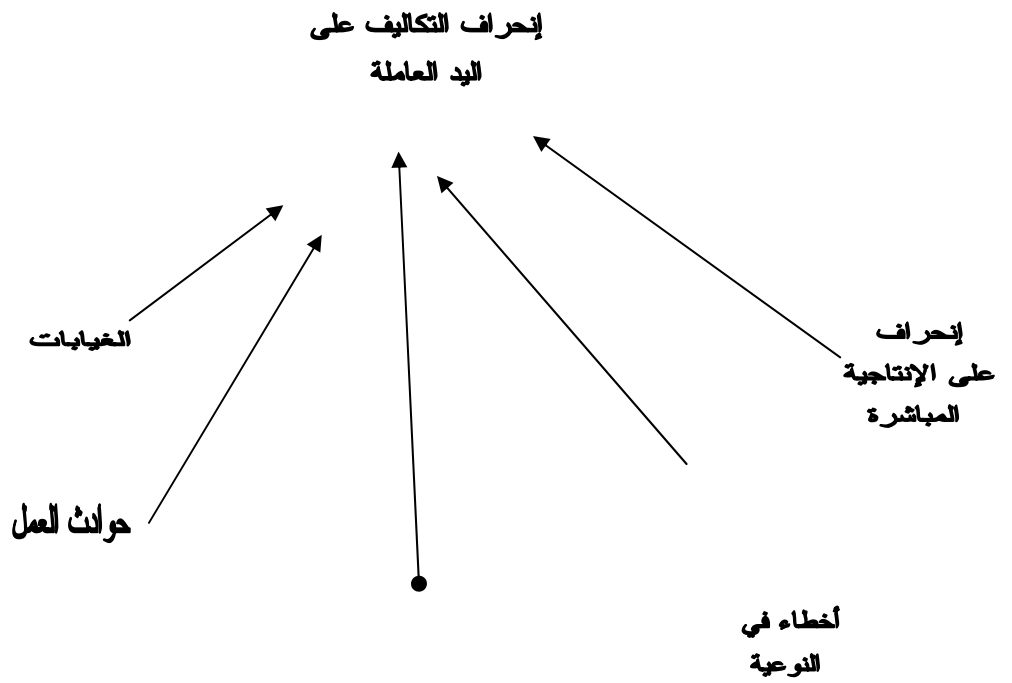 إنحراف التكاليف على
اليد العاملة
إنحراف
على الإنتاجية
المباشرة
الغيابات
حوادث العمل
أخطاء في
النوعية